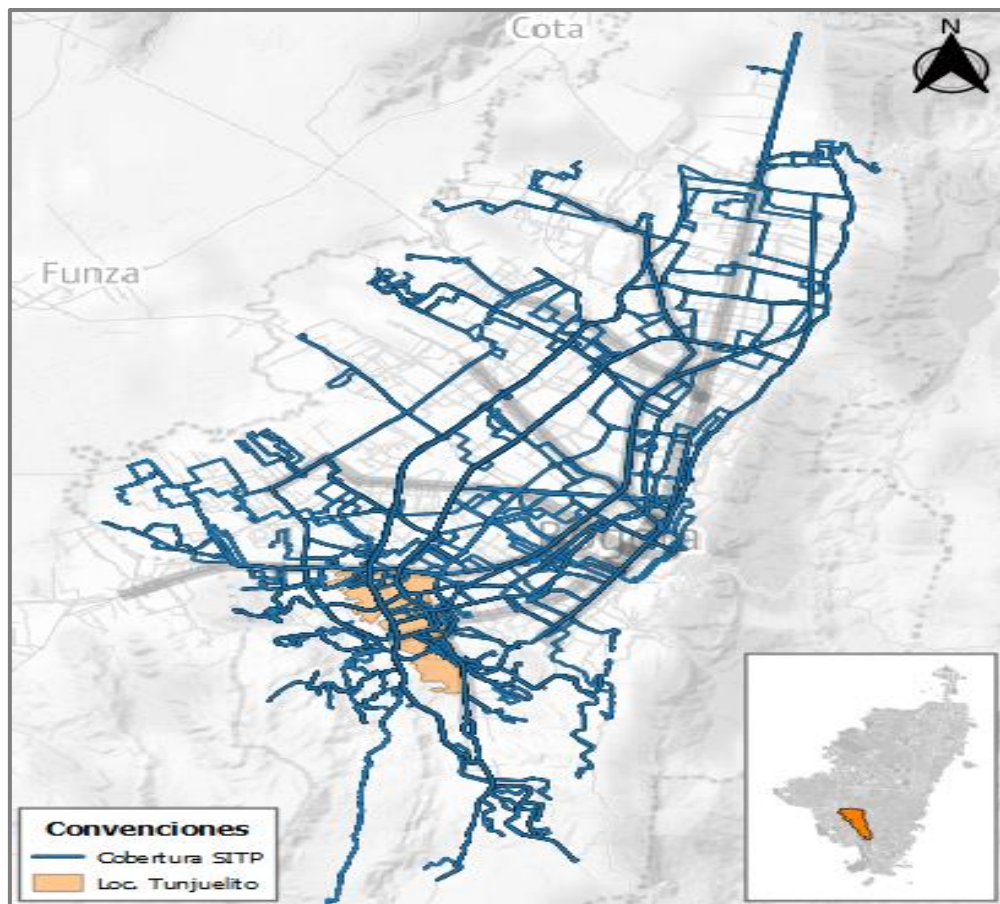 Cota
N
Funza
Bogotá
Convenciones
Cobertura SITP
Loc. Tunjuelito